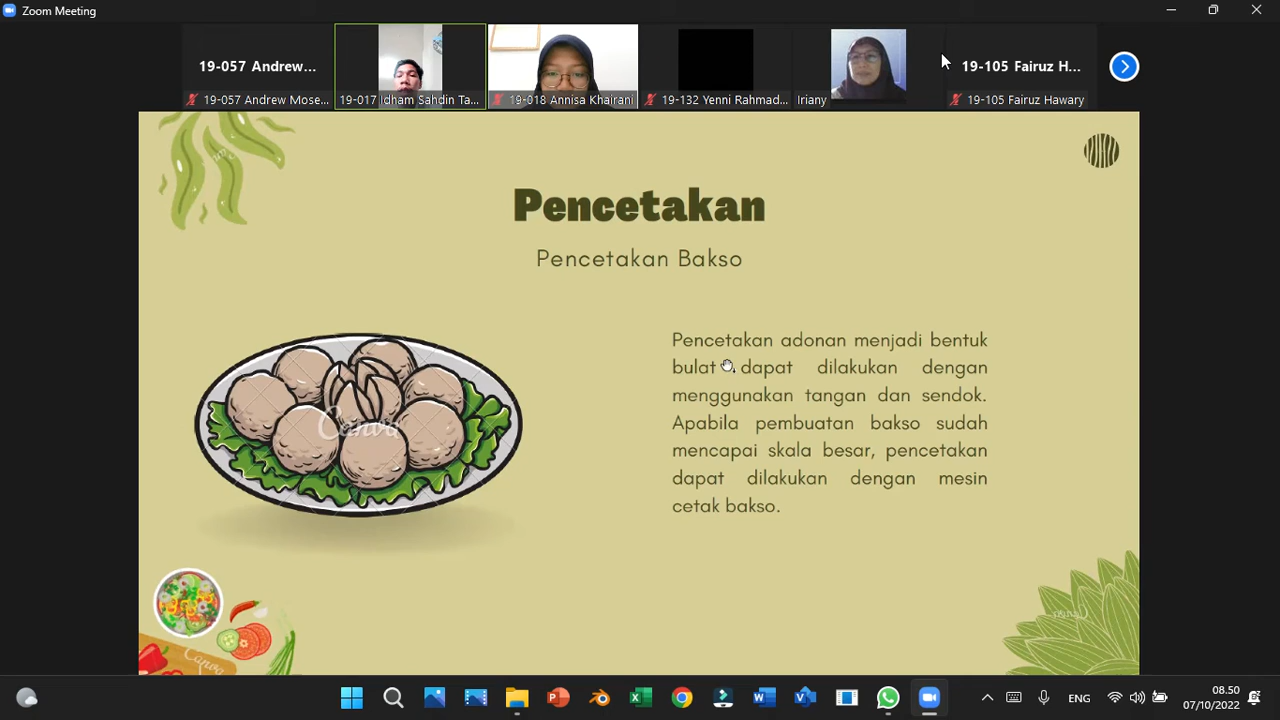 Zoom Meeting
19-057 Andrew...
19-105 Fairuz H...
19-057 Andrew Mose...
19-017 Idham Sahdin Ta...
19-018 Annisa Khairani
19-132 Yenni Rahmad...
Iriany
19-105 Fairuz Hawary
Pencetakan
Pencetakan Bakso
Pencetakan adonan menjadi bentuk
bulat dapat dilakukan dengan
menggunakan tangan dan sendok.
Apabila pembuatan bakso sudah
mencapai skala besar, pencetakan
dapat dilakukan dengan mesin
cetak bakso.
Canva
Canva
ENG
08.50
07/10/2022